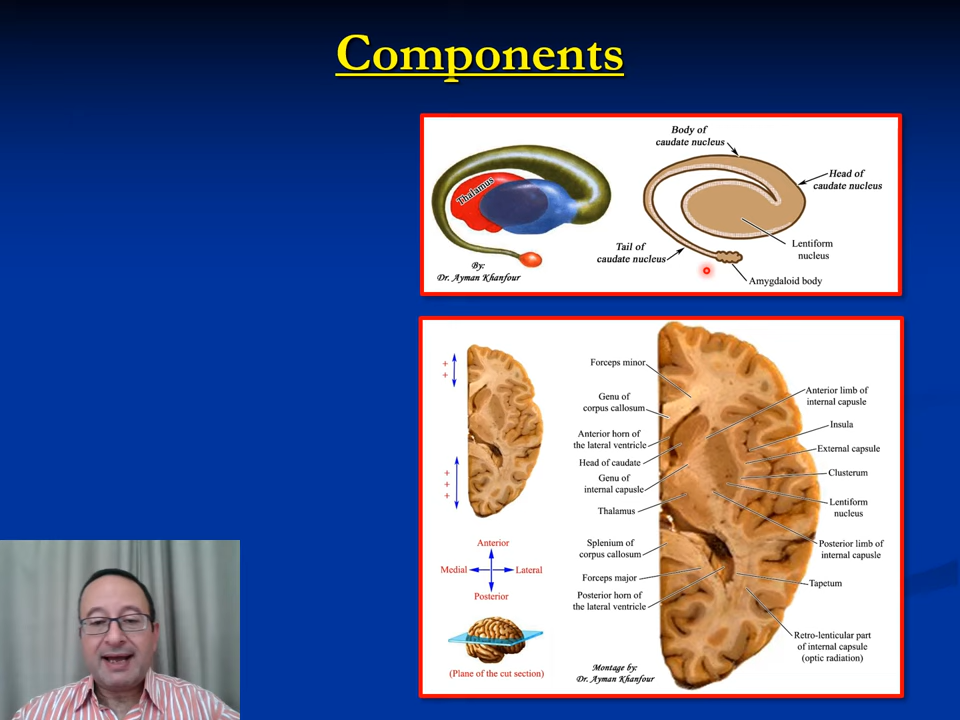 Components
Body of
caudate nucleus
Head of
caudate nucleus
Thalamus
Tail of
caudate nucleus
Lentiform
nucleus
By:
Dr. Ayman Khanfour
Amygdaloid body
Forceps minor
+
+
Anterior limb of
internal capusle
Genu of
corpus callosum
Insula
Anterior horn of
the lateral ventricle
External capsule
Head of caudate
Clusterum
+
+
+
Genu of
internal capusle
Lentiform
nucleus
Thalamus
Anterior
Splenium of
corpus callosum
Posterior limb of
internal capusle
Medial
Lateral
Forceps major
Tapetum
Posterior
Posterior horn of
the lateral ventricle
Retro-lenticular part
of internal capsule
(optic radiation)
(Plane of the cut section)
Montage by:
Dr. Ayman Khanfour